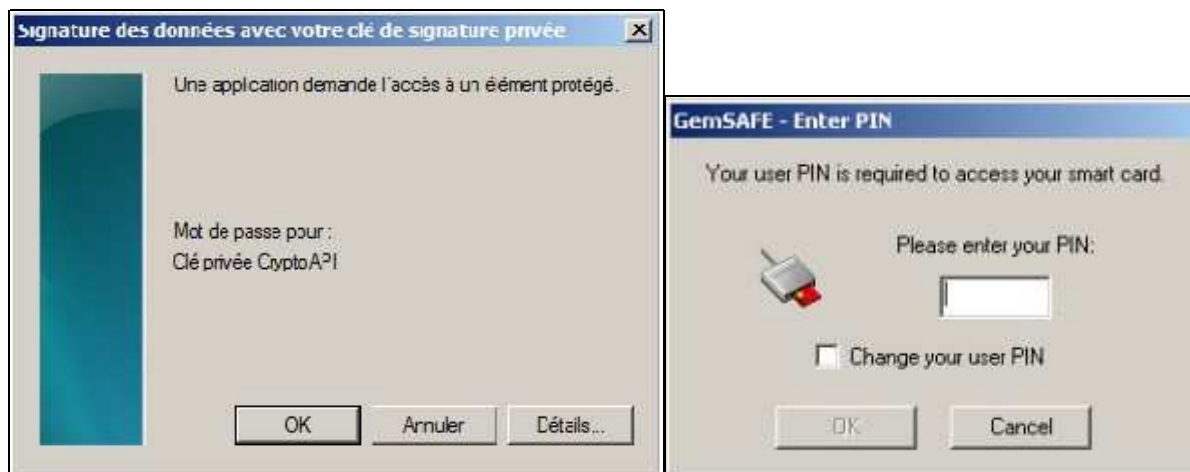 Signature des données avec votre clé de signature privée
Une application demande l'accès à un élément protégé.
Mot de passe pour :
Clé privée CryptoAPI
OK
Annuler
Détails...
GemSAFE - Enter PIN
Your user PIN is required to access your smart card.
Please enter your PIN:
Change your user PIN
OK
Cancel